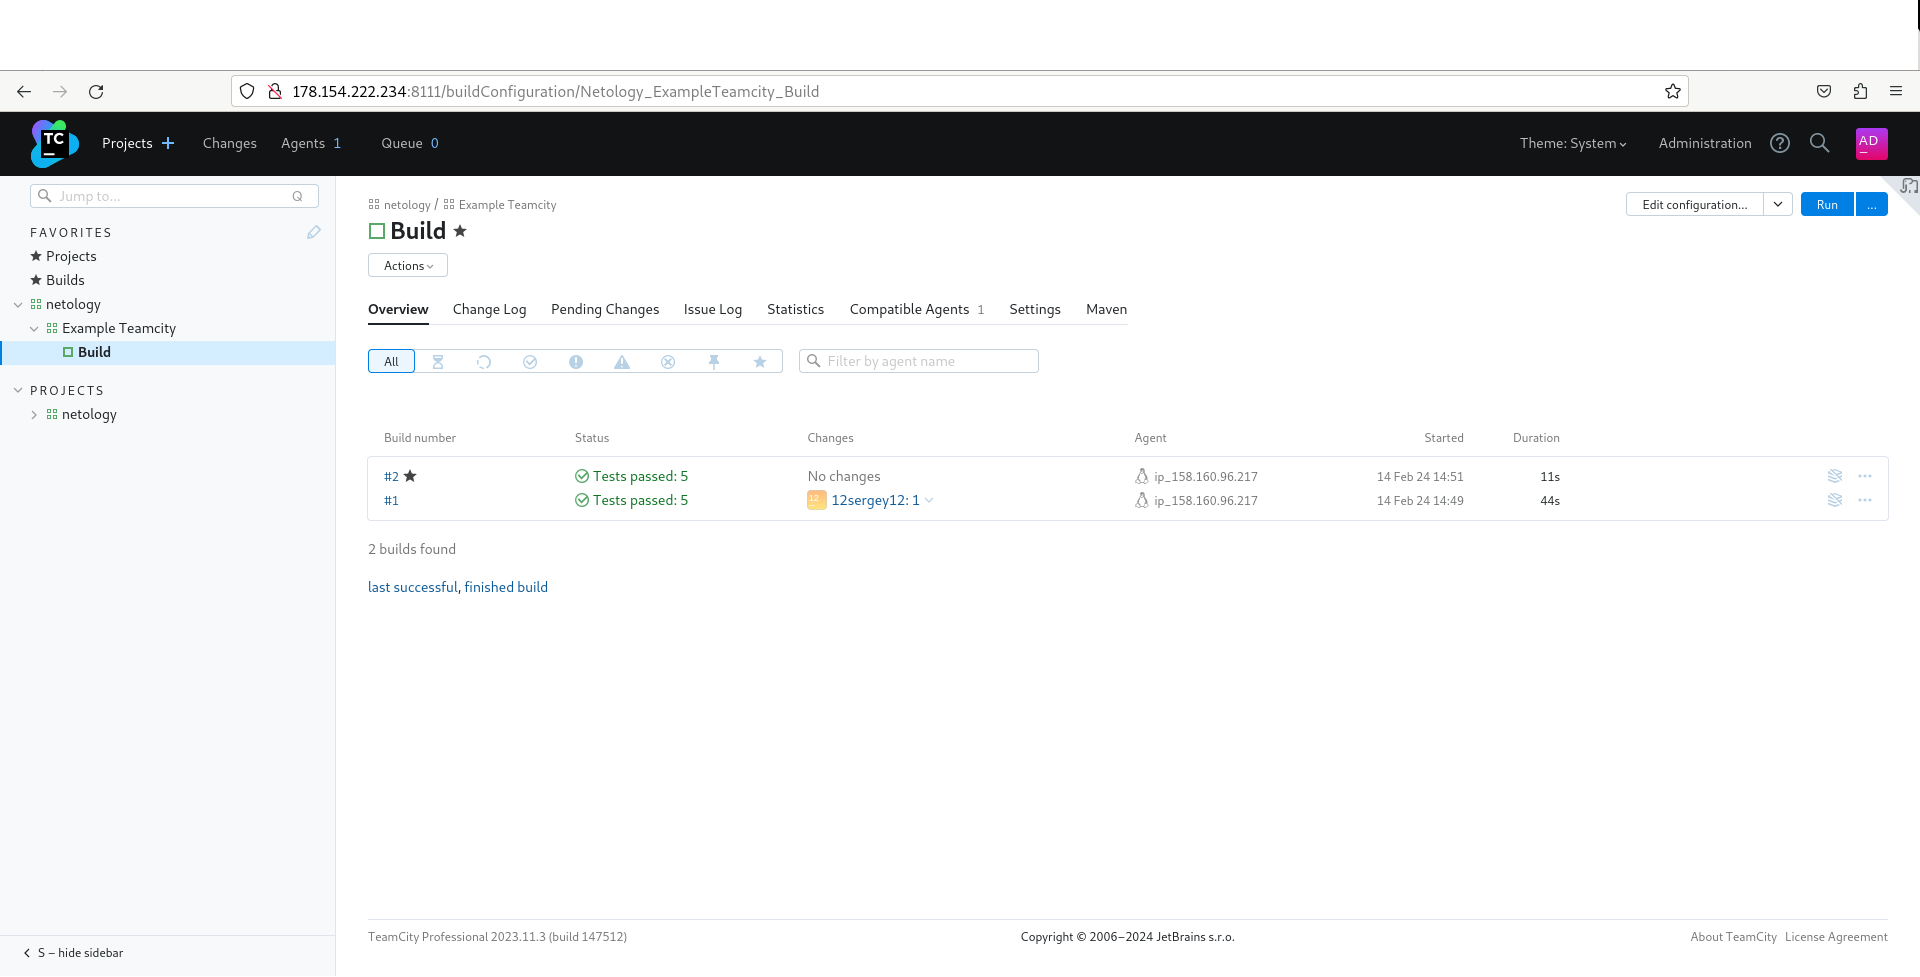 178.154.222.234:8111/buildConfiguration/Netology_ExampleTeamcity_Build
TC Projects Changes Agents 1 Queue 0 Theme: System Administration AD
Jump to... Q
FAVORITES
Projects
Builds
netology
Example Teamcity
Build
PROJECTS
netology
S – hide sidebar
netology / Example Teamcity
Edit configuration... Run ...
Build
Actions
Overview Change Log Pending Changes Issue Log Statistics Compatible Agents 1 Settings Maven
All Filter by agent name
Build number Status Changes Agent Started Duration
#2 Tests passed: 5 No changes ip_158.160.96.217 14 Feb 24 14:51 11s
#1 Tests passed: 5 12 12sergey12: 1 ip_158.160.96.217 14 Feb 24 14:49 44s
2 builds found
last successful, finished build
TeamCity Professional 2023.11.3 (build 147512) Copyright © 2006–2024 JetBrains s.r.o. About TeamCity License Agreement